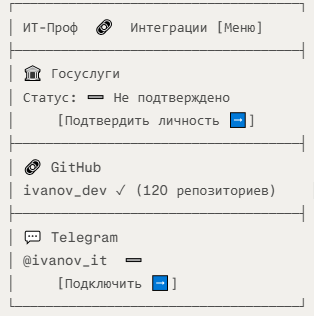 ИТ-Проф 🔗 Интеграции [Меню]
🏛 Госуслуги
Статус: ➖ Не подтверждено
[Подтвердить личность ➡]
🔗 GitHub
ivanov_dev ✓ (120 репозиториев)
💬 Telegram
@ivanov_it ➖
[Подключить ➡]